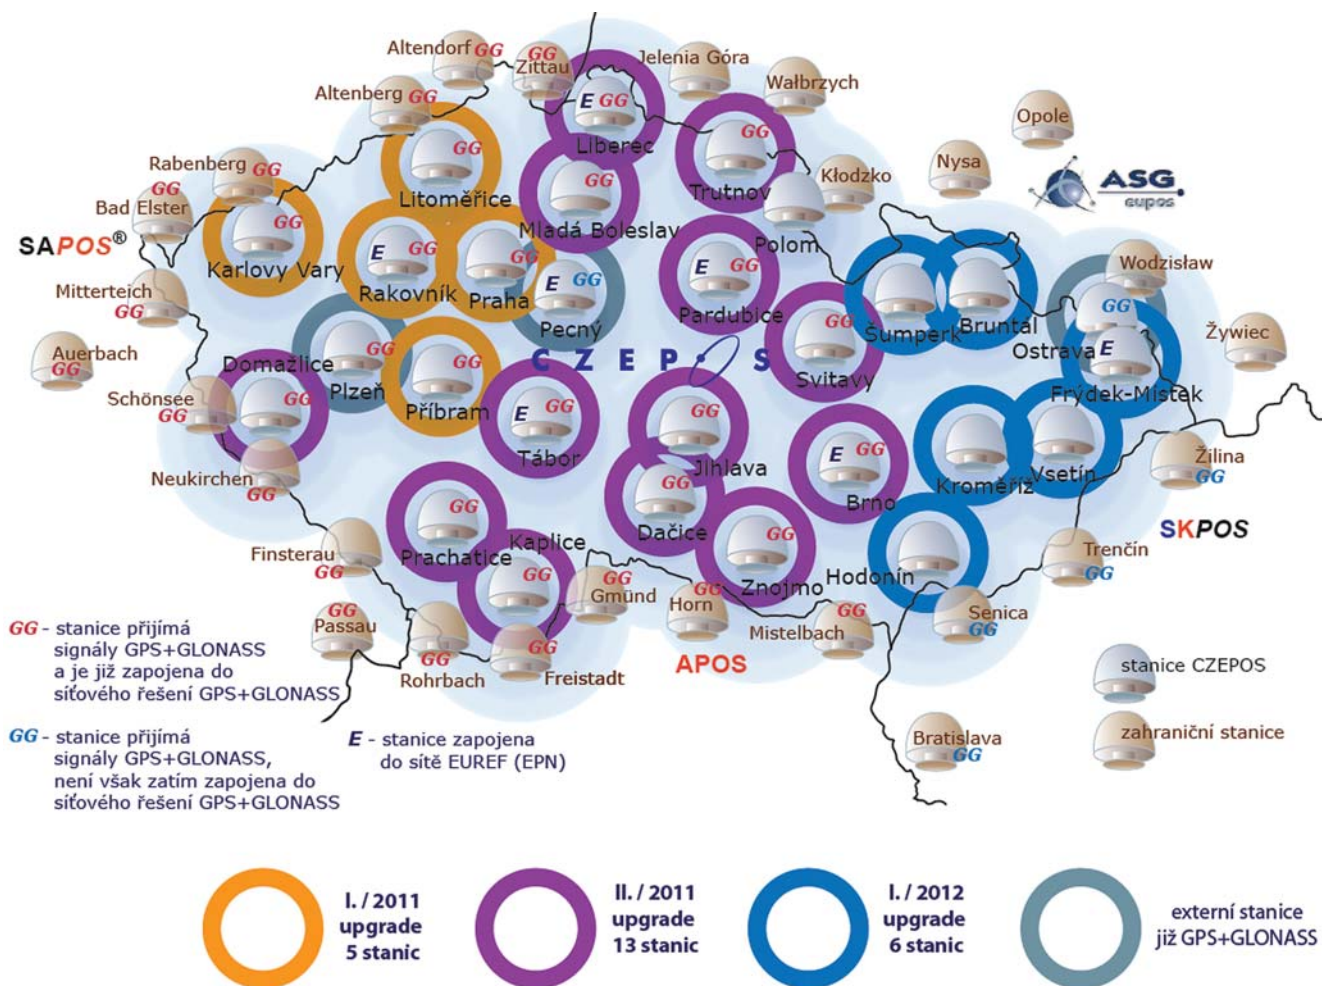 Altendorf GG
GG
Zittau
Jelenia Góra
Wałbrzych
Altenberg GG
E GG
Liberec
Opole
GG
Litoměřice
GG
Trutnov
Nysa
Kłodzko
ASG
eupos
Rabenberg GG
GG
Bad Elster
GG
Mladá Boleslav
Polom
SAPOS®
GG
Karlovy Vary
E GG
Rakovník
GG
Praha
E GG
Pecný
E GG
Pardubice
Šumperk
Bruntál
Wodzisław
GG
Ostrava
Mitterteich
GG
Auerbach
GG
Domažlice
GG
Plzeň
GG
Příbram
CZEPOS
GG
Svitavy
E
Frýdek-Místek
Żywiec
Schönsee
GG
GG
E GG
Tábor
GG
Jihlava
E GG
Brno
Kroměříž
Vsetín
Žilina
GG
Neukirchen
GG
GG
Prachatice
GG
Dačice
GG
Znojmo
Hodonín
SKPOS
Trenčín
GG
Finsterau
GG
Kaplice
GG
GG
Gmünd
GG
Horn
GG
Mistelbach
Senica
GG
GG
Passau
Rohrbach
GG
GG
Freistadt
APOS
Bratislava
GG
GG - stanice přijímá
signály GPS+GLONASS
a je již zapojena do
síťového řešení GPS+GLONASS
GG - stanice přijímá
signály GPS+GLONASS,
není však zatím zapojena do
síťového řešení GPS+GLONASS
E - stanice zapojena
do sítě EUREF (EPN)
stanice CZEPOS
zahraniční stanice
I. / 2011
upgrade
5 stanic
II. / 2011
upgrade
13 stanic
I. / 2012
upgrade
6 stanic
externí stanice
již GPS+GLONASS